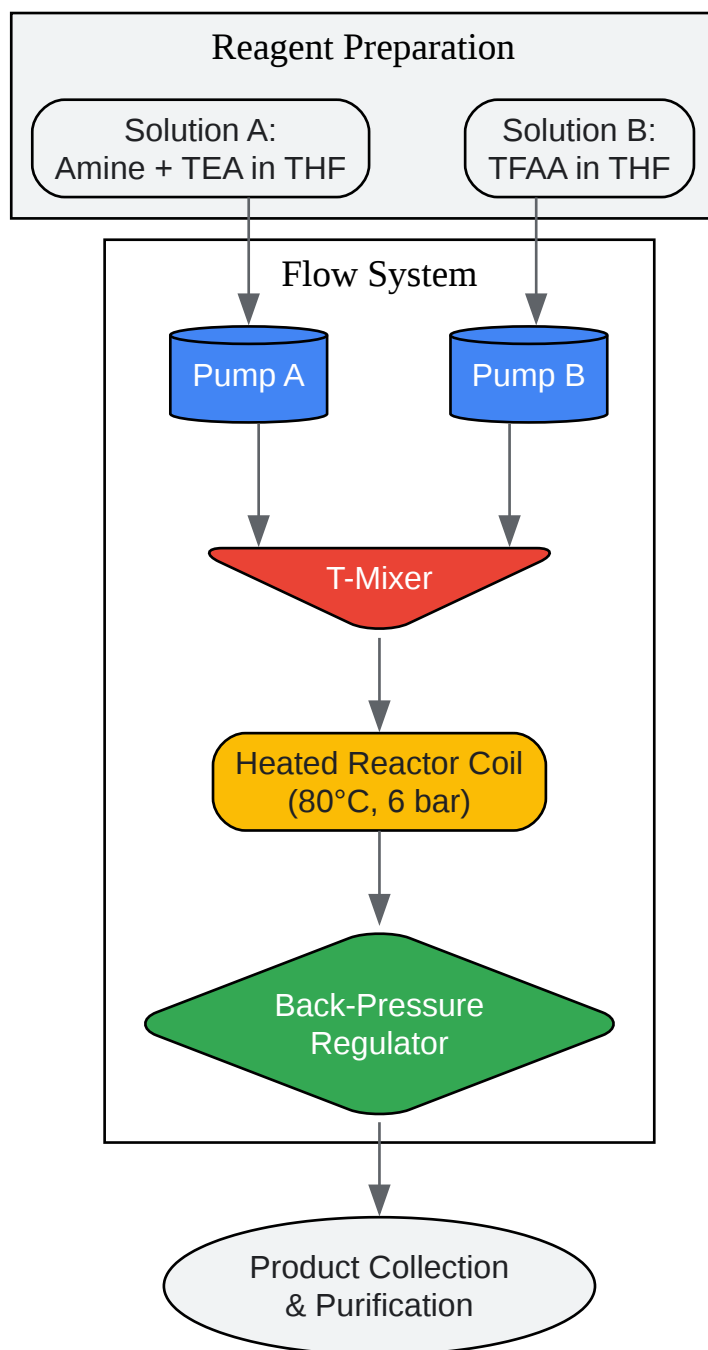 Reagent Preparation
Solution A:
Amine + TEA in THF
Solution B:
TFAA in THF
Flow System
Pump A
Pump B
T-Mixer
Heated Reactor Coil
(80°C, 6 bar)
Back-Pressure
Regulator
Product Collection
& Purification